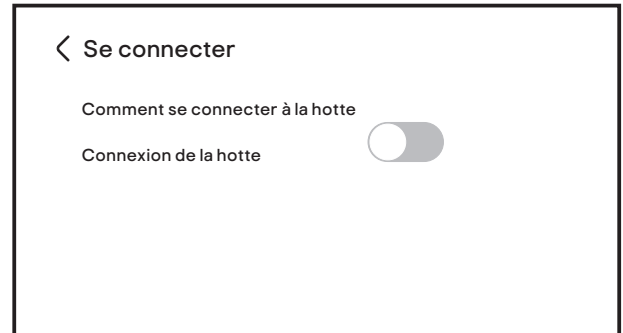 Se connecter
Comment se connecter à la hotte
Connexion de la hotte